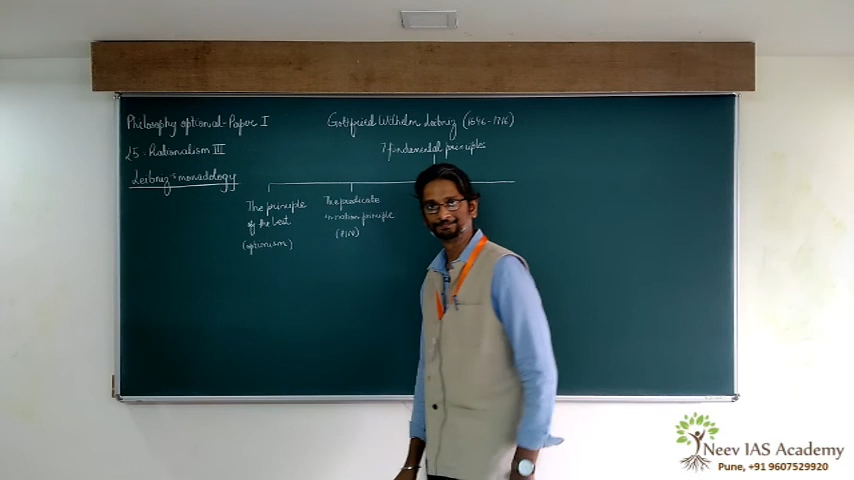 Philosophy optional-Paper I
L5. Rationalism III
Leibniz's monadology
Gottfried Wilhelm Leibniz (1646-1716)
7 fundamental principles
The principle
of the best
(optimism)
The predicate
in notion principle
(PIN)
Neev IAS Academy
Pune, +91 9607529920